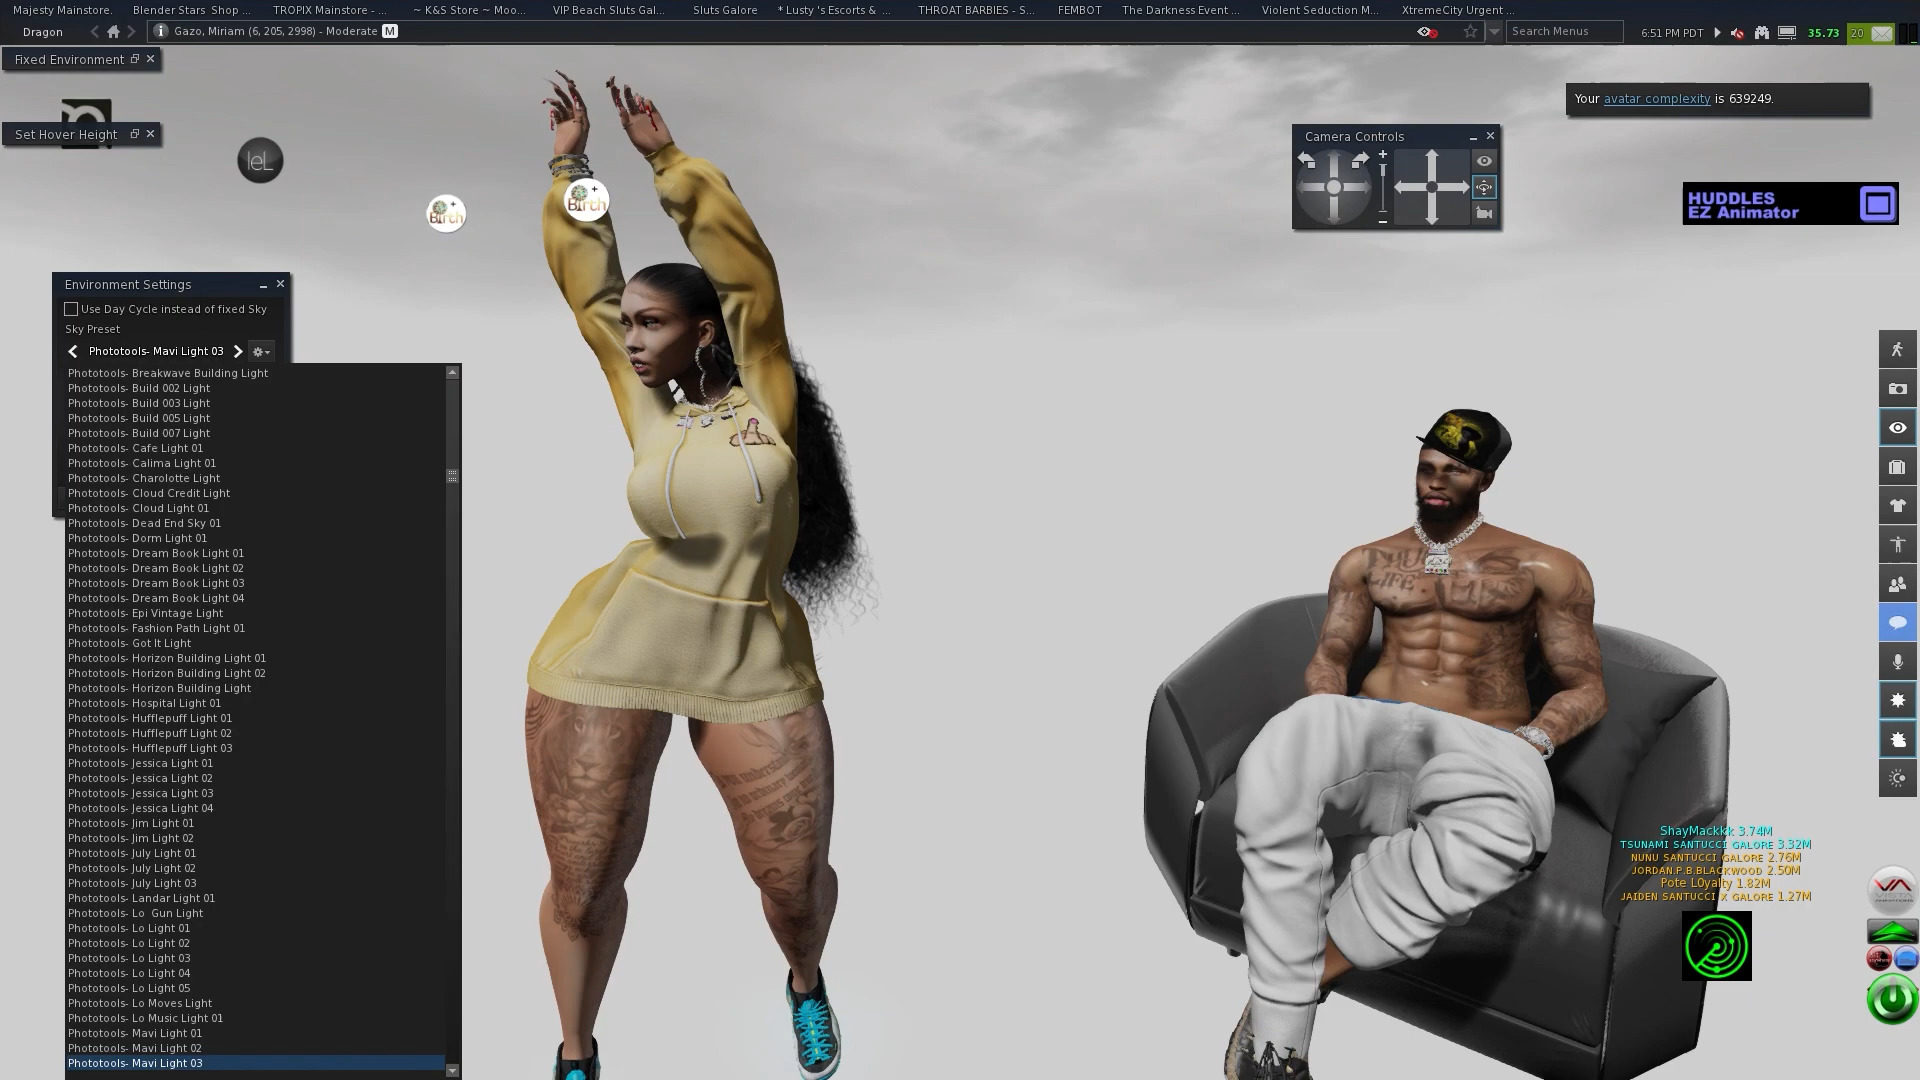 Majesty Mainstore. Blender Stars Shop ... TROPIX Mainstore - ... ~ K&S Store ~ Moo... VIP Beach Sluts Gal... Sluts Galore * Lusty 's Escorts & ... THROAT BARBIES - S... FEMBOT The Darkness Event ... Violent Seduction M... XtremeCity Urgent ...
Dragon Gazo, Miriam (6, 205, 2998) - Moderate M Search Menus 6:51 PM PDT 35.73 20
Fixed Environment
Your avatar complexity is 639249.
Set Hover Height
Camera Controls
leL
Birth
Birth
HUDDLES
EZ Animator
Environment Settings
Use Day Cycle instead of fixed Sky
Sky Preset
Phototools- Mavi Light 03
Phototools- Breakwave Building Light
Phototools- Build 002 Light
Phototools- Build 003 Light
Phototools- Build 005 Light
Phototools- Build 007 Light
Phototools- Cafe Light 01
Phototools- Calima Light 01
Phototools- Charolotte Light
Phototools- Cloud Credit Light
Phototools- Cloud Light 01
Phototools- Dead End Sky 01
Phototools- Dorm Light 01
Phototools- Dream Book Light 01
Phototools- Dream Book Light 02
Phototools- Dream Book Light 03
Phototools- Dream Book Light 04
Phototools- Epi Vintage Light
Phototools- Fashion Path Light 01
Phototools- Got It Light
Phototools- Horizon Building Light 01
Phototools- Horizon Building Light 02
Phototools- Horizon Building Light
Phototools- Hospital Light 01
Phototools- Hufflepuff Light 01
Phototools- Hufflepuff Light 02
Phototools- Hufflepuff Light 03
Phototools- Jessica Light 01
Phototools- Jessica Light 02
Phototools- Jessica Light 03
Phototools- Jessica Light 04
Phototools- Jim Light 01
Phototools- Jim Light 02
Phototools- July Light 01
Phototools- July Light 02
Phototools- July Light 03
Phototools- Landar Light 01
Phototools- Lo  Gun Light
Phototools- Lo Light 01
Phototools- Lo Light 02
Phototools- Lo Light 03
Phototools- Lo Light 04
Phototools- Lo Light 05
Phototools- Lo Moves Light
Phototools- Lo Music Light 01
Phototools- Mavi Light 01
Phototools- Mavi Light 02
Phototools- Mavi Light 03
THUG
LIFE
ShayMackkk 3.74M
TSUNAMI SANTUCCI GALORE 3.32M
NUNU SANTUCCI GALORE 2.76M
JORDAN.P.B.BLACKWOOD 2.50M
Pote L0yalty 1.82M
JAIDEN SANTUCCI X GALORE 1.27M